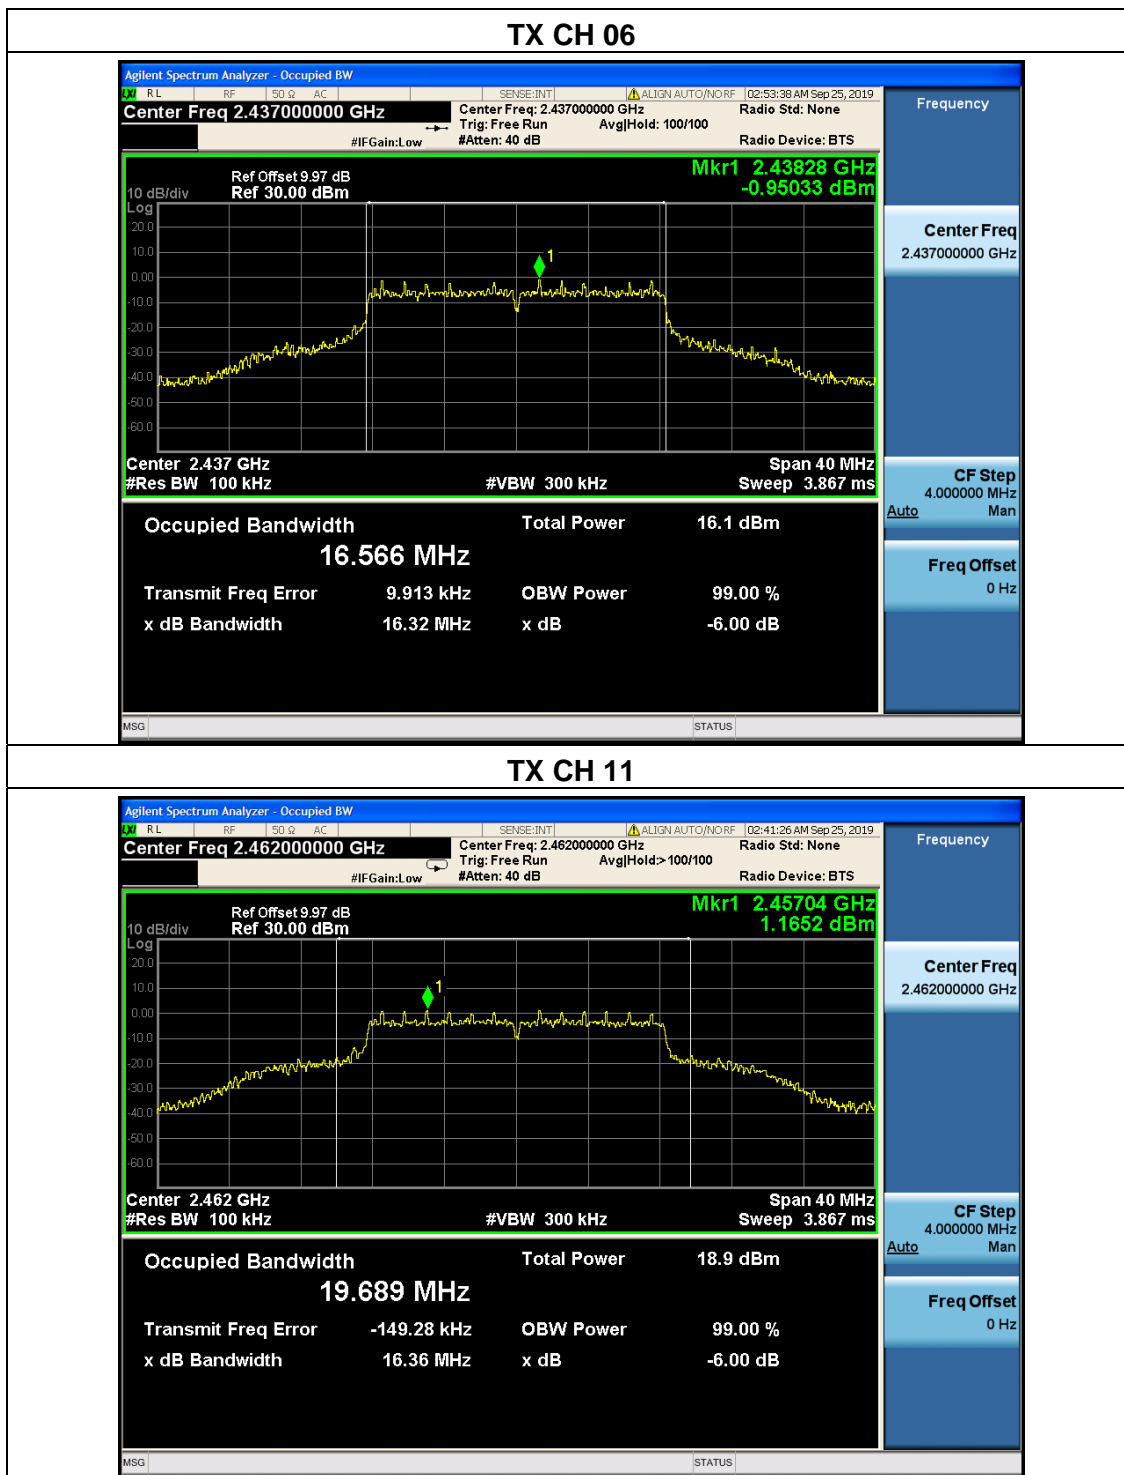 TX CH 06
Agilent Spectrum Analyzer - Occupied BW
LXI RL RF 50 Ω AC SENSE:INT ALIGN AUTO/NO RF 02:53:38 AM Sep 25, 2019
Center Freq 2.437000000 GHz
Center Freq: 2.437000000 GHz Radio Std: None
Trig: Free Run Avg|Hold: 100/100
#IFGain:Low #Atten: 40 dB Radio Device: BTS
Frequency
Mkr1 2.43828 GHz
-0.95033 dBm
Ref Offset 9.97 dB
10 dB/div Ref 30.00 dBm
Log
20.0
10.0
0.00
-10.0
-20.0
-30.0
-40.0
-50.0
-60.0
1
Center 2.437 GHz Span 40 MHz
#Res BW 100 kHz #VBW 300 kHz Sweep 3.867 ms
Center Freq
2.437000000 GHz
CF Step
4.000000 MHz
Auto Man
Freq Offset
0 Hz
Occupied Bandwidth Total Power 16.1 dBm
16.566 MHz
Transmit Freq Error 9.913 kHz OBW Power 99.00 %
x dB Bandwidth 16.32 MHz x dB -6.00 dB
MSG STATUS
TX CH 11
Agilent Spectrum Analyzer - Occupied BW
LXI RL RF 50 Ω AC SENSE:INT ALIGN AUTO/NO RF 02:41:26 AM Sep 25, 2019
Center Freq 2.462000000 GHz
Center Freq: 2.462000000 GHz Radio Std: None
Trig: Free Run Avg|Hold:>100/100
#IFGain:Low #Atten: 40 dB Radio Device: BTS
Frequency
Mkr1 2.45704 GHz
1.1652 dBm
Ref Offset 9.97 dB
10 dB/div Ref 30.00 dBm
Log
20.0
10.0
0.00
-10.0
-20.0
-30.0
-40.0
-50.0
-60.0
1
Center 2.462 GHz Span 40 MHz
#Res BW 100 kHz #VBW 300 kHz Sweep 3.867 ms
Center Freq
2.462000000 GHz
CF Step
4.000000 MHz
Auto Man
Freq Offset
0 Hz
Occupied Bandwidth Total Power 18.9 dBm
19.689 MHz
Transmit Freq Error -149.28 kHz OBW Power 99.00 %
x dB Bandwidth 16.36 MHz x dB -6.00 dB
MSG STATUS